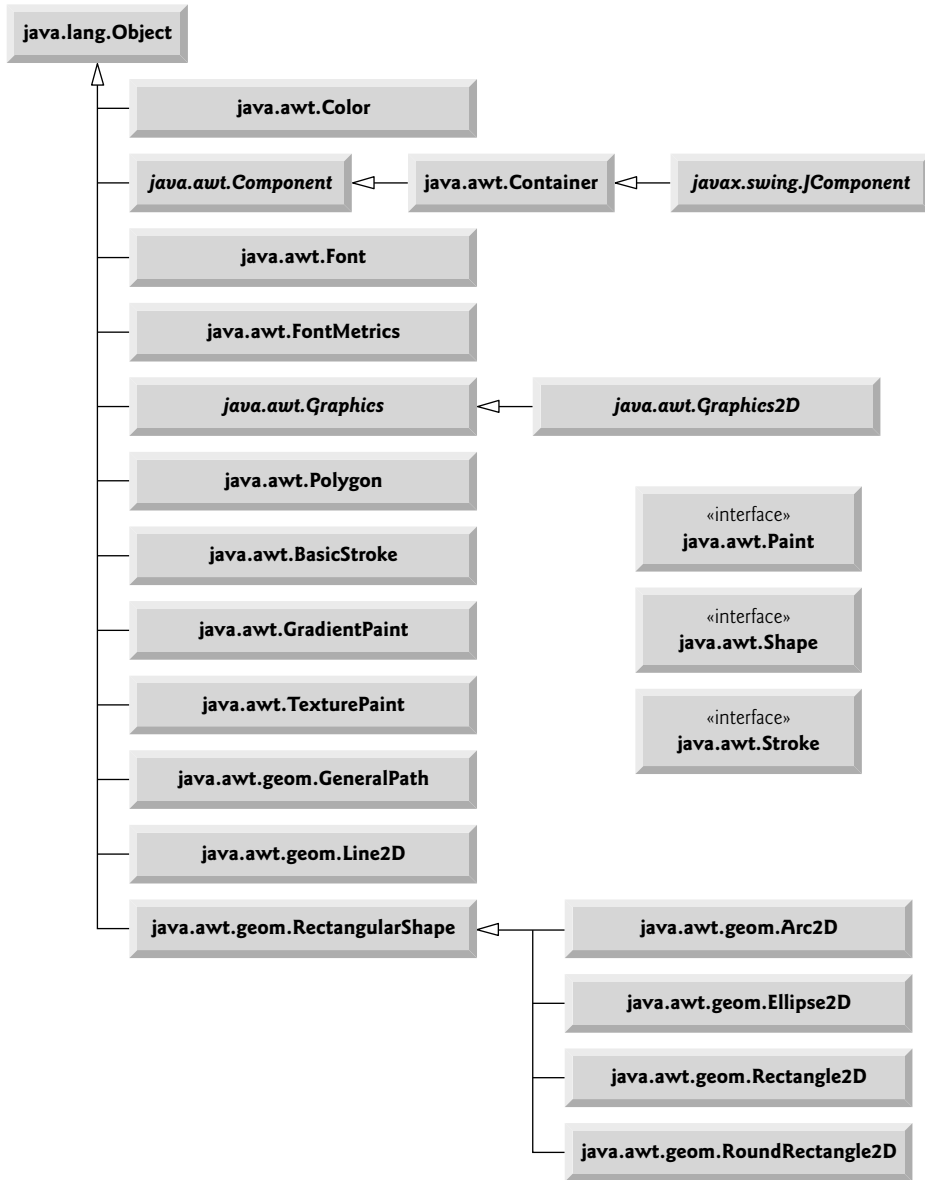 java.lang.Object
java.awt.Color
java.awt.Component
java.awt.Container
javax.swing.JComponent
java.awt.Font
java.awt.FontMetrics
java.awt.Graphics
java.awt.Graphics2D
java.awt.Polygon
java.awt.BasicStroke
java.awt.GradientPaint
java.awt.TexturePaint
java.awt.geom.GeneralPath
java.awt.geom.Line2D
java.awt.geom.RectangularShape
«interface»
java.awt.Paint
«interface»
java.awt.Shape
«interface»
java.awt.Stroke
java.awt.geom.Arc2D
java.awt.geom.Ellipse2D
java.awt.geom.Rectangle2D
java.awt.geom.RoundRectangle2D